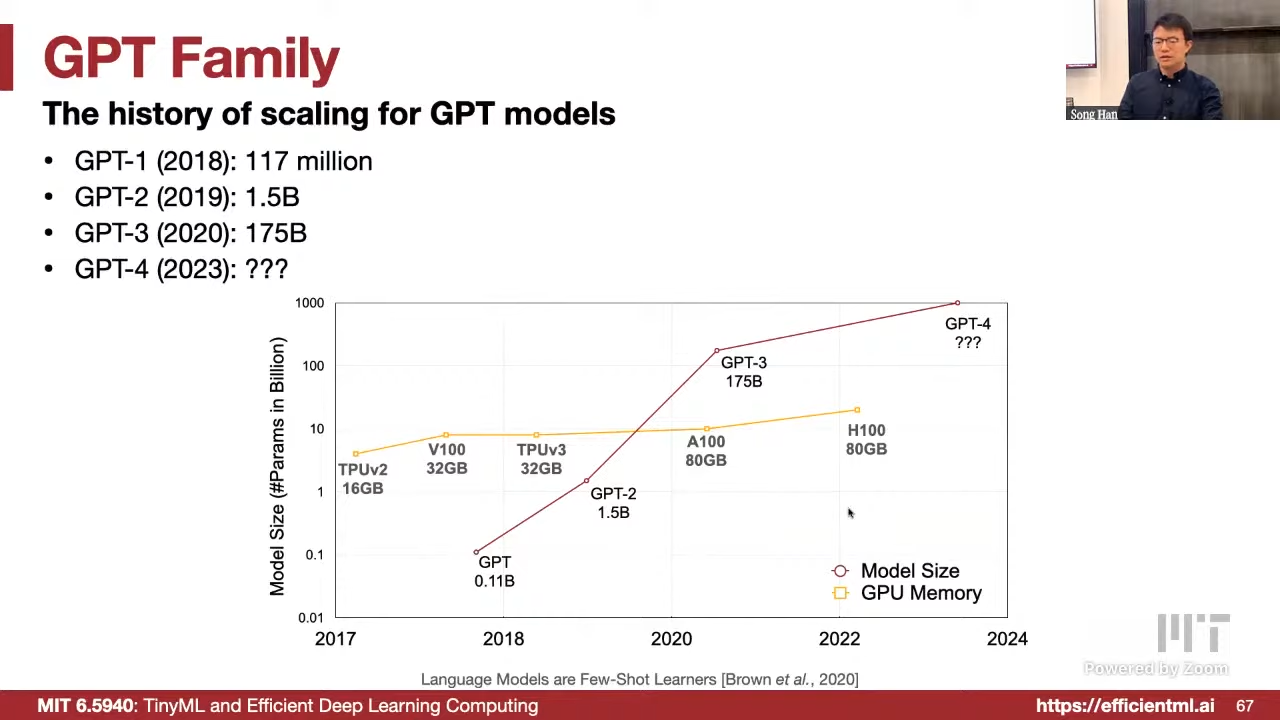 GPT Family
The history of scaling for GPT models
• GPT-1 (2018): 117 million
• GPT-2 (2019): 1.5B
• GPT-3 (2020): 175B
• GPT-4 (2023): ???
Song Han
Model Size (#Params in Billion)
1000
100
10
1
0.1
0.01
2017
2018
2020
2022
2024
TPUv2
16GB
V100
32GB
TPUv3
32GB
A100
80GB
H100
80GB
GPT
0.11B
GPT-2
1.5B
GPT-3
175B
GPT-4
???
Model Size
GPU Memory
MIT
Powered by Zoom
Language Models are Few-Shot Learners [Brown et al., 2020]
MIT 6.5940: TinyML and Efficient Deep Learning Computing
https://efficientml.ai
67